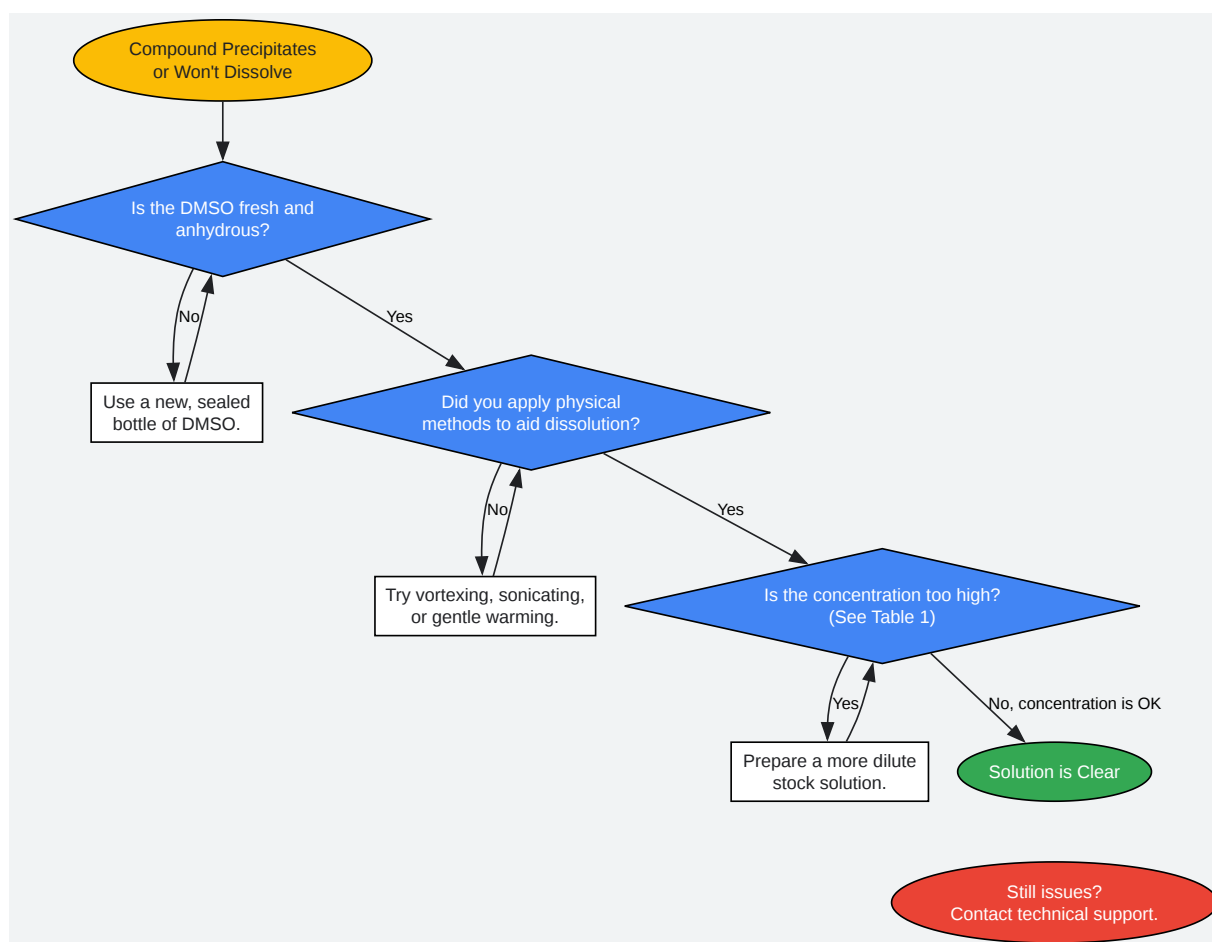 Compound Precipitates
or Won't Dissolve
Is the DMSO fresh and
anhydrous?
No
Yes
Use a new, sealed
bottle of DMSO.
Did you apply physical
methods to aid dissolution?
No
Yes
Try vortexing, sonicating,
or gentle warming.
Is the concentration too high?
(See Table 1)
Yes
No, concentration is OK
Prepare a more dilute
stock solution.
Solution is Clear
Still issues?
Contact technical support.